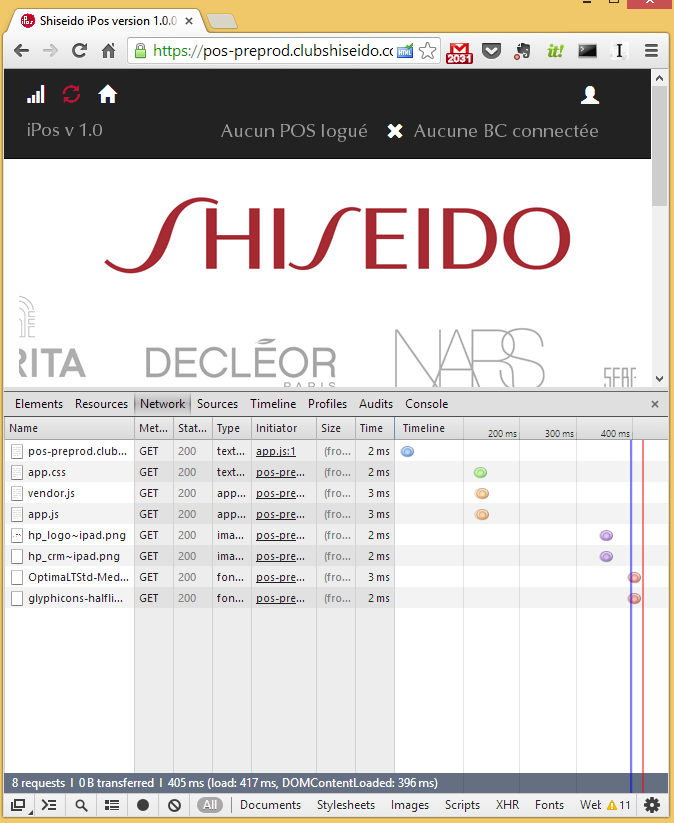 Shiseido iPos version 1.0.0
https://pos-preprod.clubshiseido.cc
2031
it!
I
iPos v 1.0
Aucun POS logué
Aucune BC connectée
SHISEIDO
RITA
DECLÉOR
PARIS
NARS
Elements Resources Network Sources Timeline Profiles Audits Console
Name Met... Stat... Type Initiator Size Time Timeline
200 ms 300 ms 400 ms
pos-preprod.club... GET 200 text... app.js:1 (fro... 2 ms
app.css GET 200 text... pos-pre... (fro... 2 ms
vendor.js GET 200 app... pos-pre... (fro... 3 ms
app.js GET 200 app... pos-pre... (fro... 3 ms
hp_logo~ipad.png GET 200 ima... pos-pre... (fro... 2 ms
hp_crm~ipad.png GET 200 ima... pos-pre... (fro... 2 ms
OptimaLTStd-Med... GET 200 fon... pos-pre... (fro... 3 ms
glyphicons-halfli... GET 200 fon... pos-pre... (fro... 2 ms
8 requests | 0 B transferred | 405 ms (load: 417 ms, DOMContentLoaded: 396 ms)
All Documents Stylesheets Images Scripts XHR Fonts Web 11